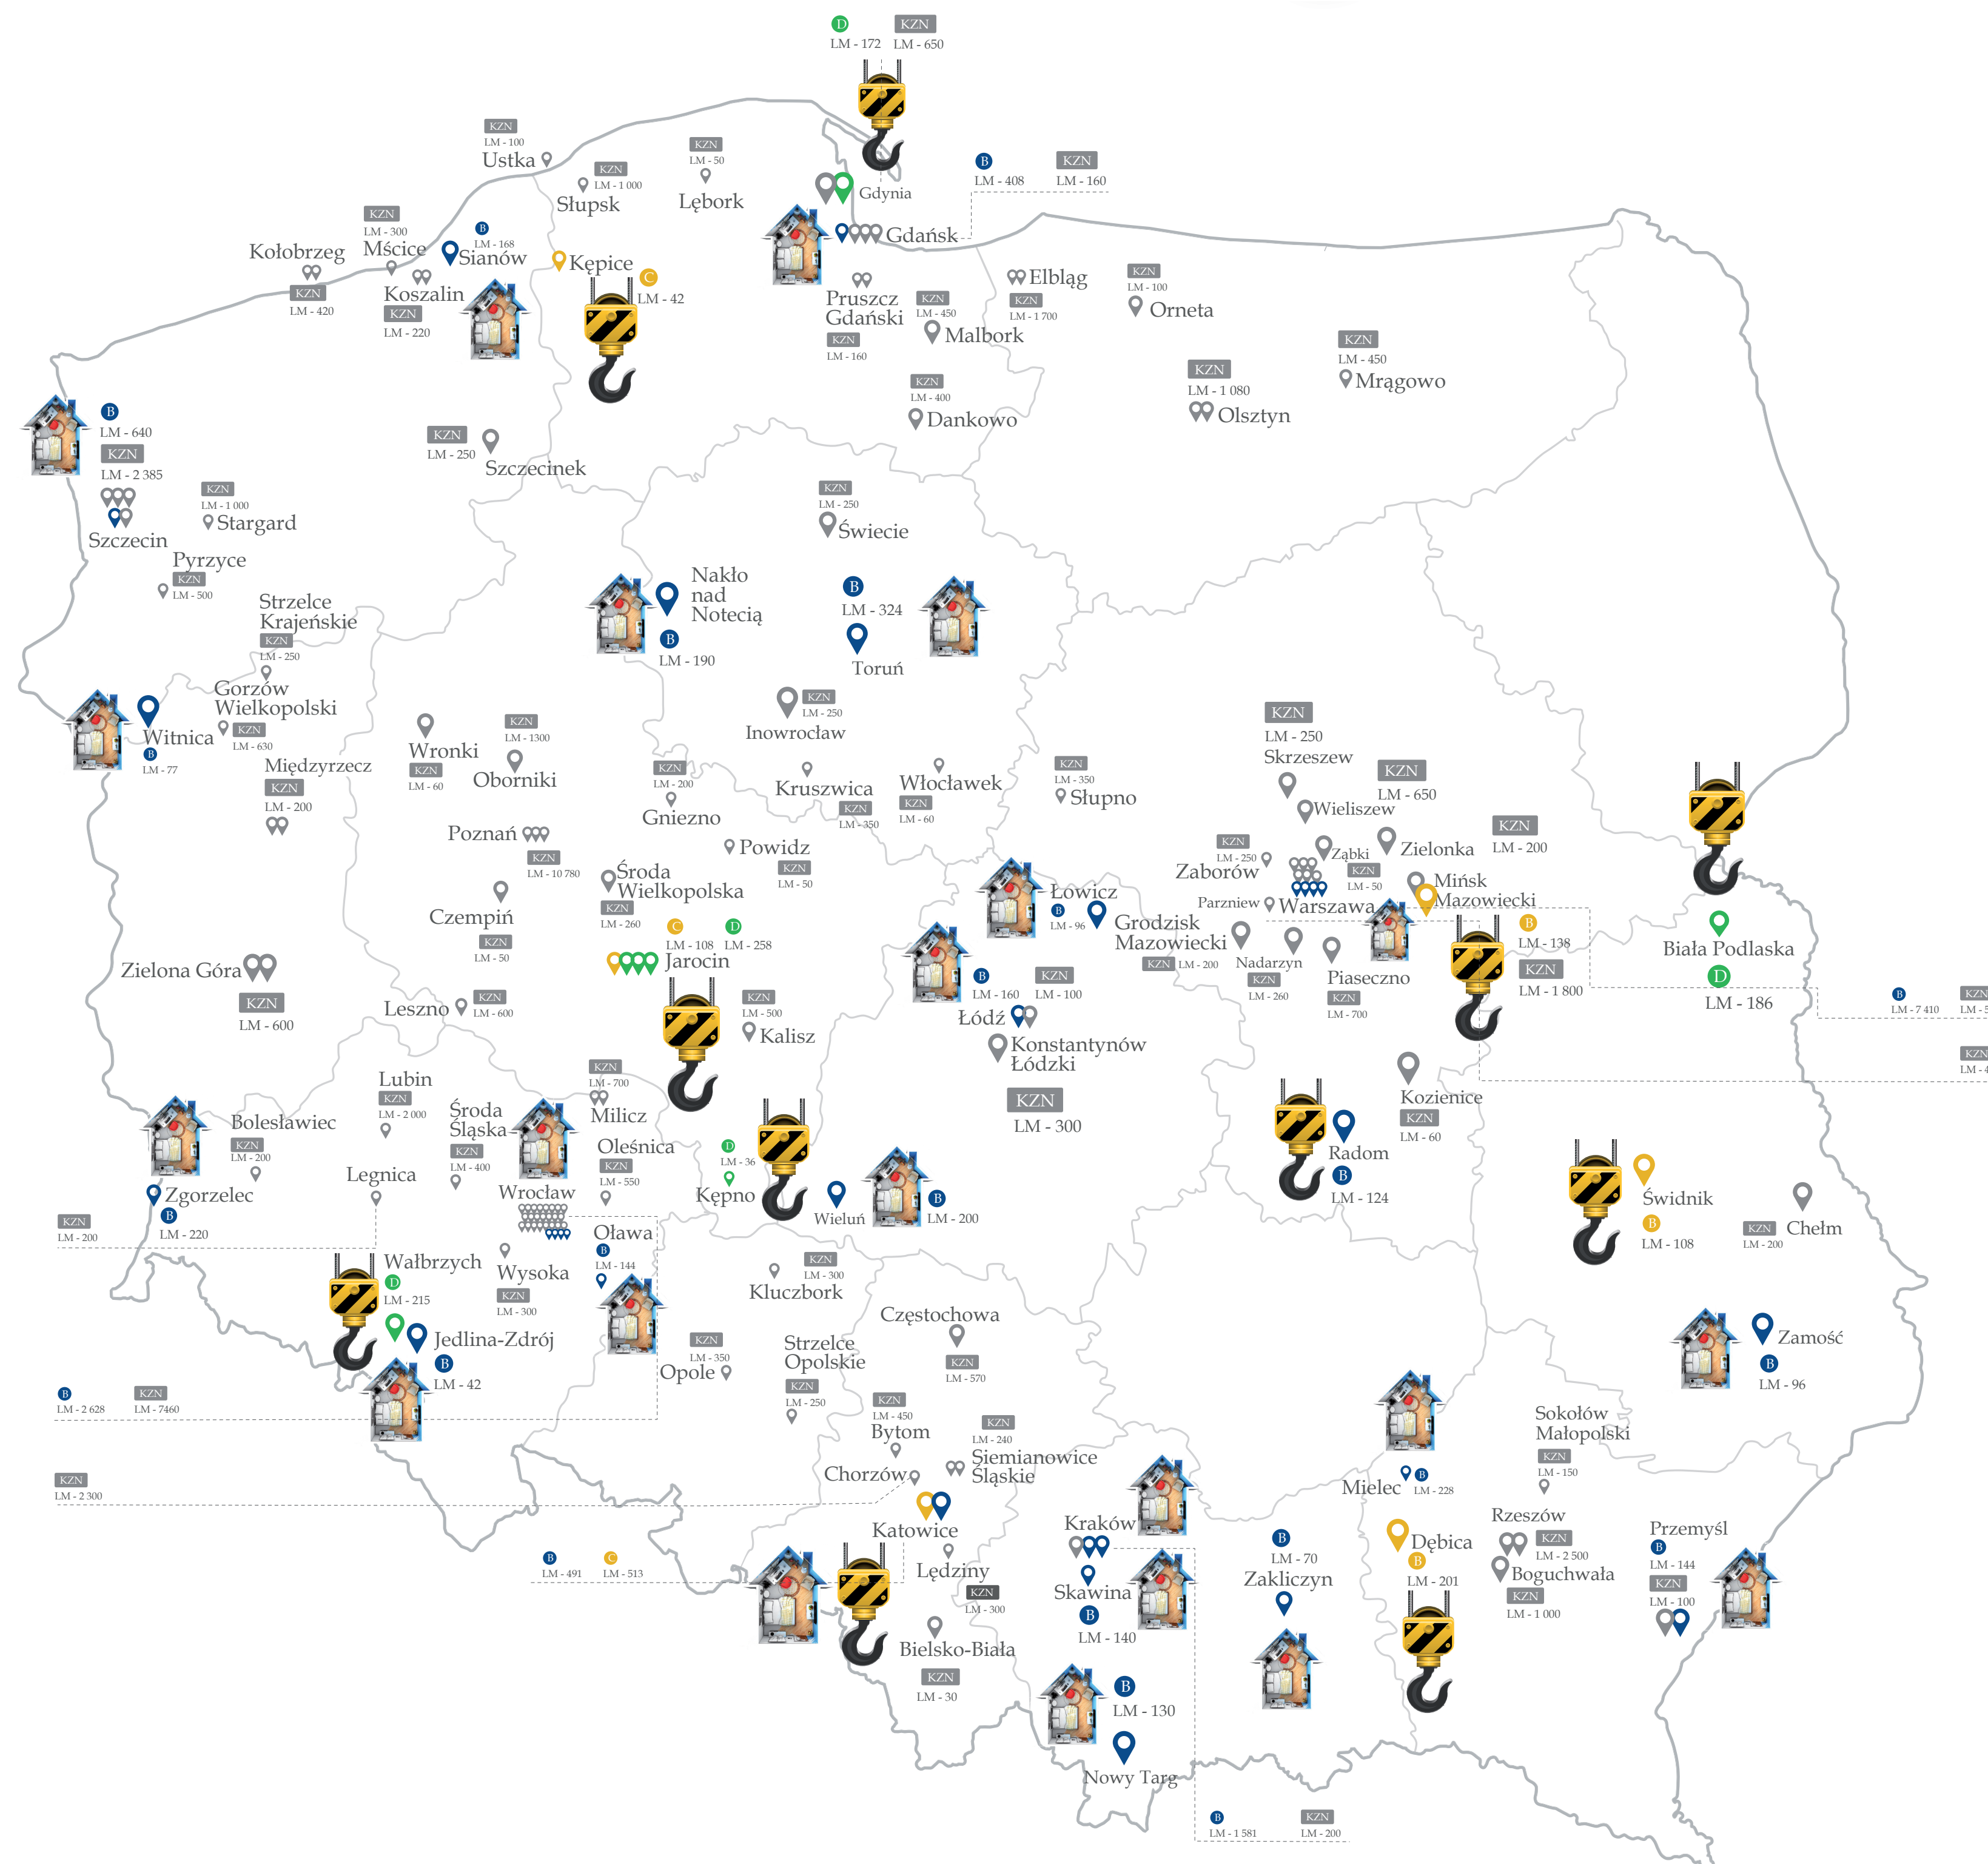 D
KZN
LM - 172
LM - 650
KZN
LM - 100
Ustka
KZN
LM - 1 000
Słupsk
KZN
LM - 50
Lębork
Gdynia
B
KZN
LM - 408
LM - 160
Gdańsk
KZN
LM - 300
Mścice
B
LM - 168
Sianów
Kołobrzeg
KZN
LM - 420
Koszalin
KZN
LM - 220
Kępice
C
LM - 42
Pruszcz
Gdański
KZN
LM - 160
KZN
LM - 450
Malbork
Elbląg
KZN
LM - 1 700
KZN
LM - 100
Orneta
KZN
LM - 450
Mrągowo
KZN
LM - 1 080
Olsztyn
KZN
LM - 400
Dankowo
B
LM - 640
KZN
LM - 2 385
Szczecin
KZN
LM - 250
Szczecinek
KZN
LM - 1 000
Stargard
Pyrzyce
KZN
LM - 500
KZN
LM - 250
Świecie
Nakło
nad
Notecią
B
LM - 190
B
LM - 324
Toruń
Strzelce
Krajeńskie
KZN
LM - 250
Gorzów
Wielkopolski
KZN
LM - 630
Witnica
B
LM - 77
Międzyrzecz
KZN
LM - 200
Wronki
KZN
LM - 60
KZN
LM - 1300
Oborniki
KZN
LM - 250
Inowrocław
KZN
LM - 200
Gniezno
Kruszwica
KZN
LM - 350
Włocławek
KZN
LM - 60
KZN
LM - 350
Słupno
KZN
LM - 250
Skrzeszew
KZN
LM - 650
Wieliszew
KZN
LM - 200
Zielonka
Ząbki
KZN
LM - 50
KZN
LM - 250
Zaborów
Parzniew
Warszawa
Mińsk
Mazowiecki
B
LM - 138
KZN
LM - 1 800
Poznań
KZN
LM - 10 780
Powidz
KZN
LM - 50
Środa
Wielkopolska
KZN
LM - 260
Czempiń
KZN
LM - 50
C
D
LM - 108
LM - 258
Jarocin
Łowicz
B
LM - 96
Grodzisk
Mazowiecki
KZN
LM - 200
Nadarzyn
KZN
LM - 260
Piaseczno
KZN
LM - 700
Biała Podlaska
D
LM - 186
B
LM - 7 410
KZN
LM - 5
KZN
LM - 4
Zielona Góra
KZN
LM - 600
Leszno
KZN
LM - 600
KZN
LM - 500
Kalisz
B
KZN
LM - 160
LM - 100
Łódź
Konstantynów
Łódzki
KZN
LM - 300
Kozienice
KZN
LM - 60
Radom
B
LM - 124
Lubin
KZN
LM - 2 000
Bolesławiec
KZN
LM - 200
Środa
Śląska
KZN
LM - 400
KZN
LM - 700
Milicz
Oleśnica
KZN
LM - 550
D
LM - 36
Kępno
Wieluń
B
LM - 200
Świdnik
B
LM - 108
KZN
LM - 200
Chełm
Legnica
Zgorzelec
B
LM - 220
KZN
LM - 200
Wrocław
Oława
B
LM - 144
Wałbrzych
D
LM - 215
Wysoka
KZN
LM - 300
Jedlina-Zdrój
B
LM - 42
B
KZN
LM - 2 628
LM - 7460
KZN
LM - 300
Kluczbork
KZN
LM - 350
Opole
Częstochowa
KZN
LM - 570
Strzelce
Opolskie
KZN
LM - 250
Zamość
B
LM - 96
KZN
LM - 450
Bytom
KZN
LM - 240
Siemianowice
Śląskie
Chorzów
KZN
LM - 2 300
Katowice
B
C
LM - 491
LM - 513
Lędziny
KZN
LM - 300
Bielsko-Biała
KZN
LM - 30
Kraków
Skawina
B
LM - 140
B
LM - 70
Zakliczyn
B
LM - 130
Nowy Targ
B
KZN
LM - 1 581
LM - 200
Mielec
B
LM - 228
Dębica
B
LM - 201
Sokołów
Małopolski
KZN
LM - 150
Rzeszów
KZN
LM - 2 500
Boguchwała
KZN
LM - 1 000
Przemyśl
B
LM - 144
KZN
LM - 100